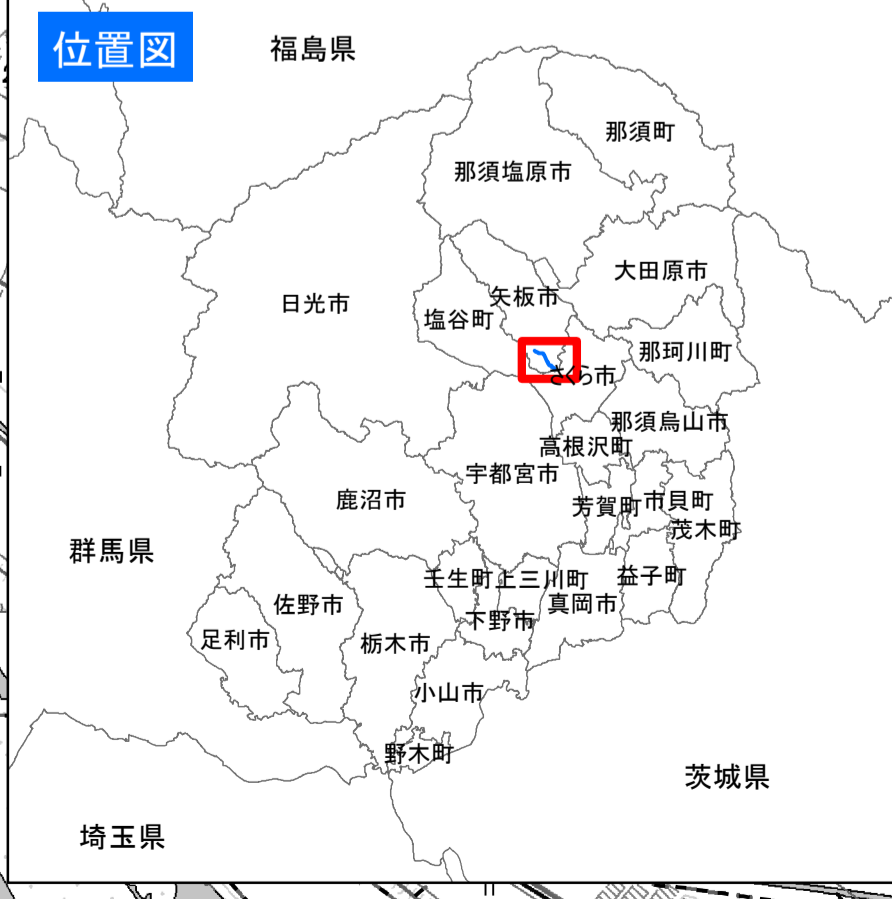 位置図
福島県
那須町
那須塩原市
大田原市
矢板市
日光市
塩谷町
那珂川町
さくら市
那須烏山市
高根沢町
宇都宮市
鹿沼市
芳賀町
市貝町
茂木町
群馬県
壬生町
上三川町
益子町
佐野市
真岡市
下野市
足利市
栃木市
小山市
野木町
茨城県
埼玉県